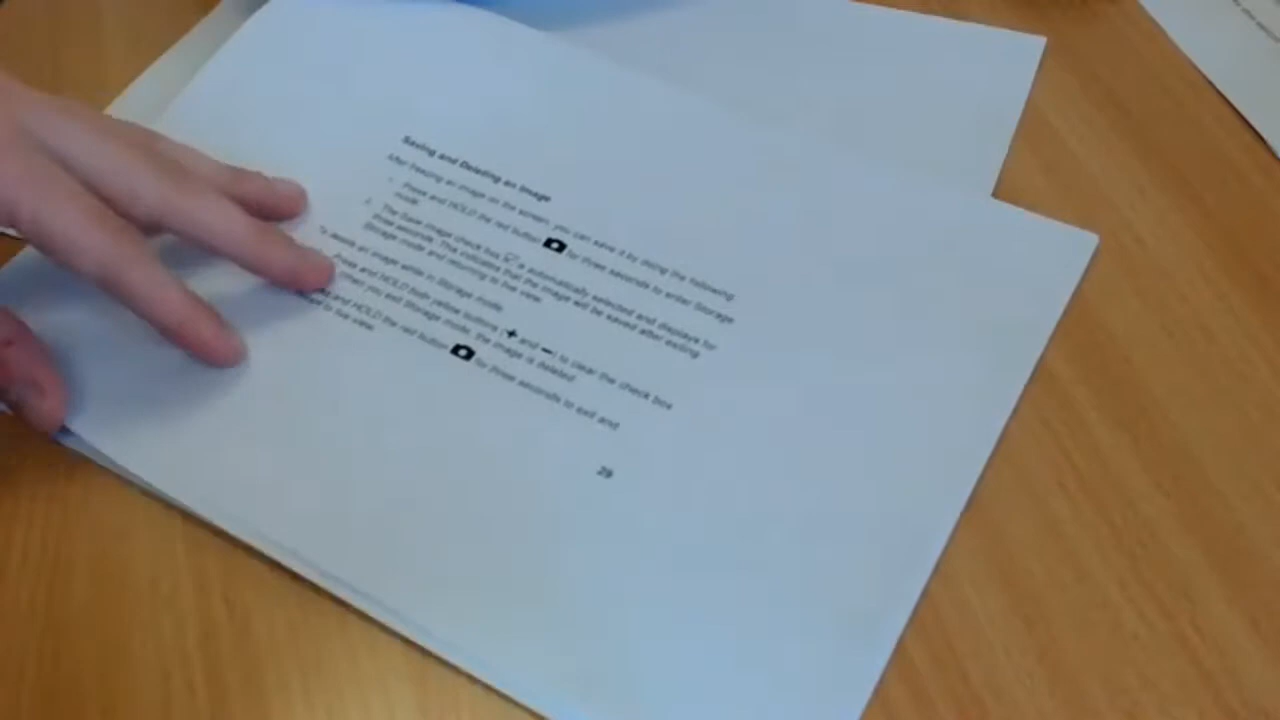 Saving and Deleting an Image
After freezing an image on the screen, you can save it by doing the following
Press and HOLD the red button for three seconds to enter Storage
mode.
2. The Save image check box is automatically selected and displays for
three seconds. This indicates that the image will be saved after exiting
Storage mode and returning to live view.
To delete an image while in Storage mode
Press and HOLD both yellow buttons (+ and –) to clear the check box
when you exit Storage mode, the image is deleted
and HOLD the red button for three seconds to exit and
to live view.
29